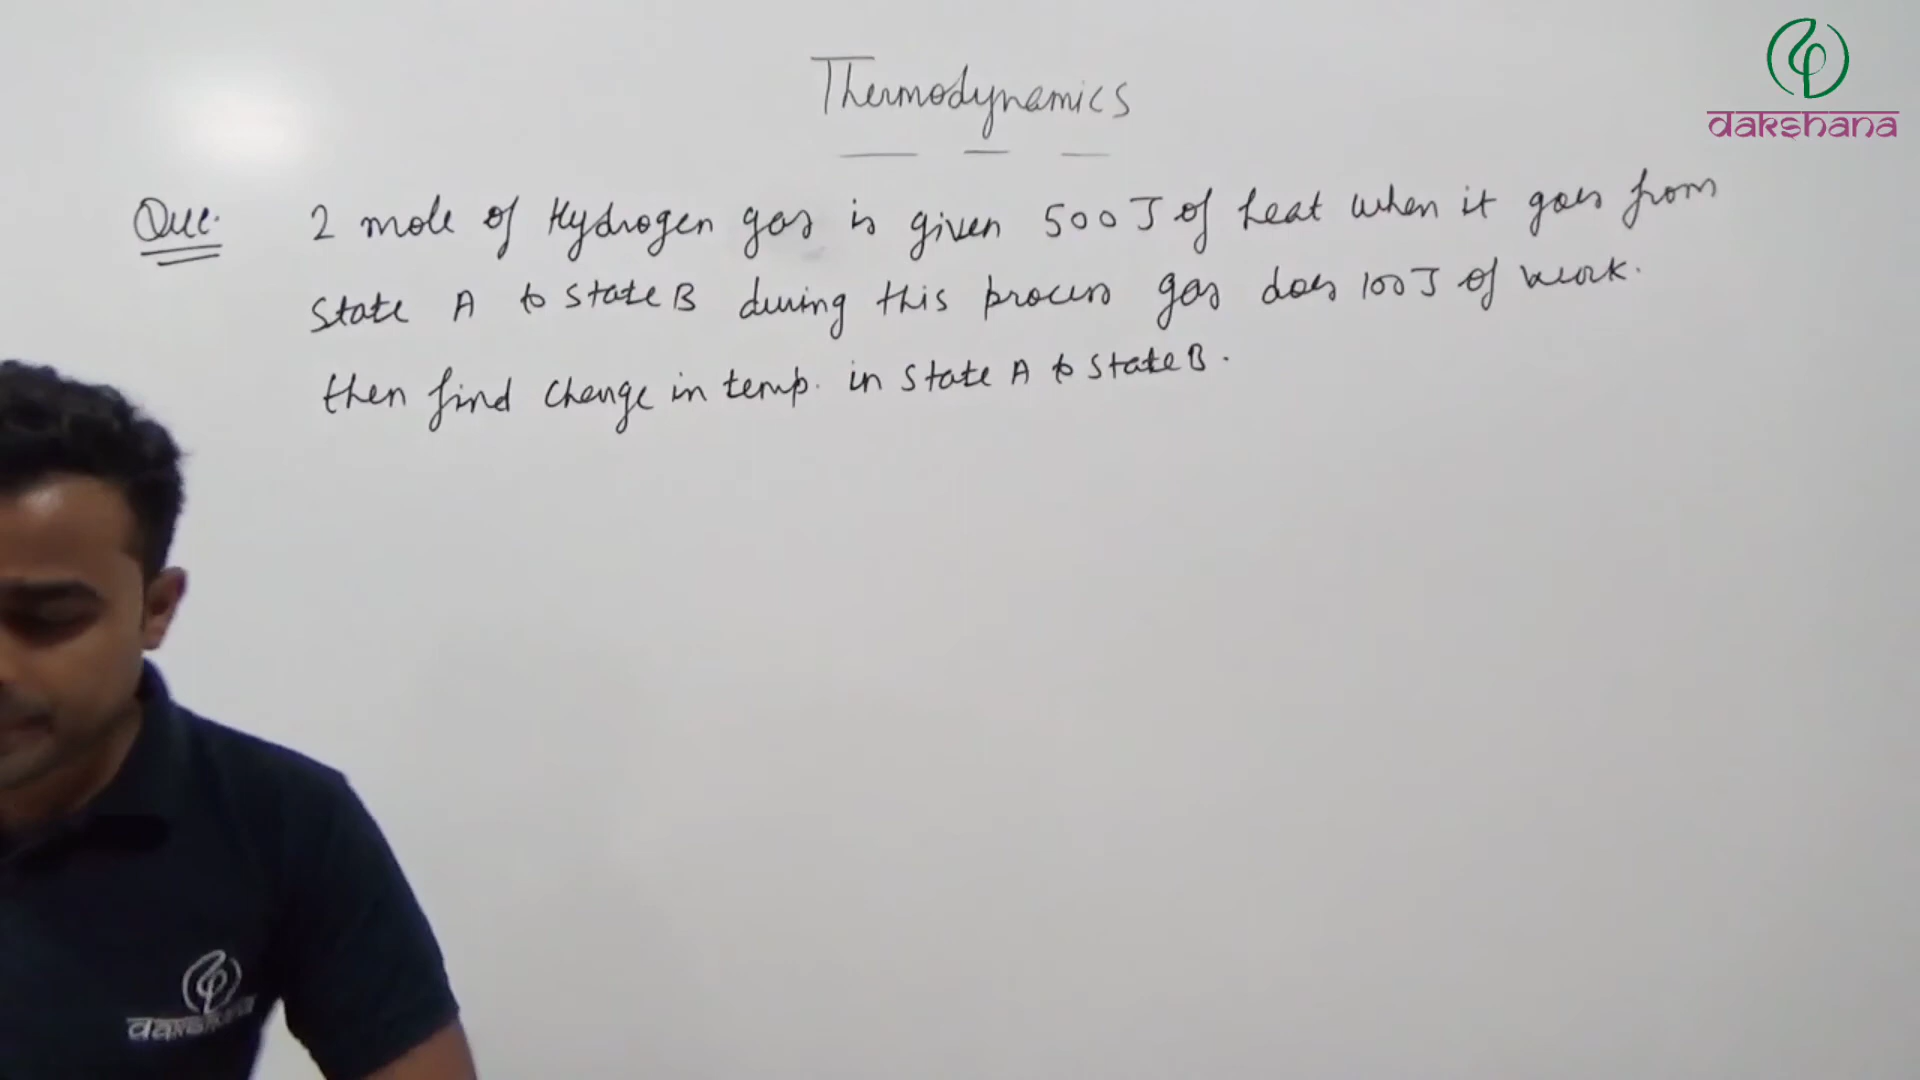 Thermodynamics
dakshana
Que. 2 mole of Hydrogen gas is given 500 J of heat when it goes from
state A to state B during this process gas does 100 J of work.
then find change in temp. in state A to state B.
dakshana